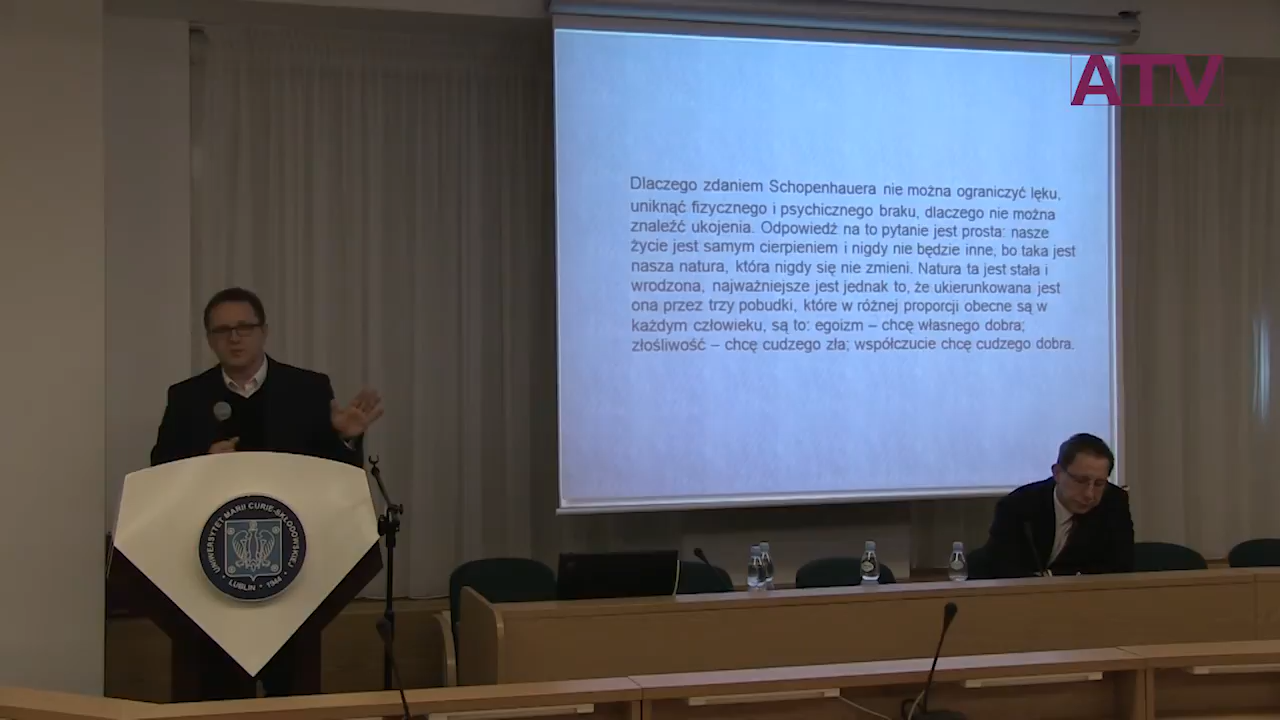 ATV
Dlaczego zdaniem Schopenhauera nie można ograniczyć lęku,
uniknąć fizycznego i psychicznego braku, dlaczego nie można
znaleźć ukojenia. Odpowiedź na to pytanie jest prosta: nasze
życie jest samym cierpieniem i nigdy nie będzie inne, bo taka jest
nasza natura, która nigdy się nie zmieni. Natura ta jest stała i
wrodzona, najważniejsze jest jednak to, że ukierunkowana jest
ona przez trzy pobudki, które w różnej proporcji obecne są w
każdym człowieku, są to: egoizm – chcę własnego dobra;
złośliwość – chcę cudzego zła; współczucie chcę cudzego dobra.
UNIWERSYTET MARII CURIE-SKŁODOWSKIEJ
LUBLIN • 1944